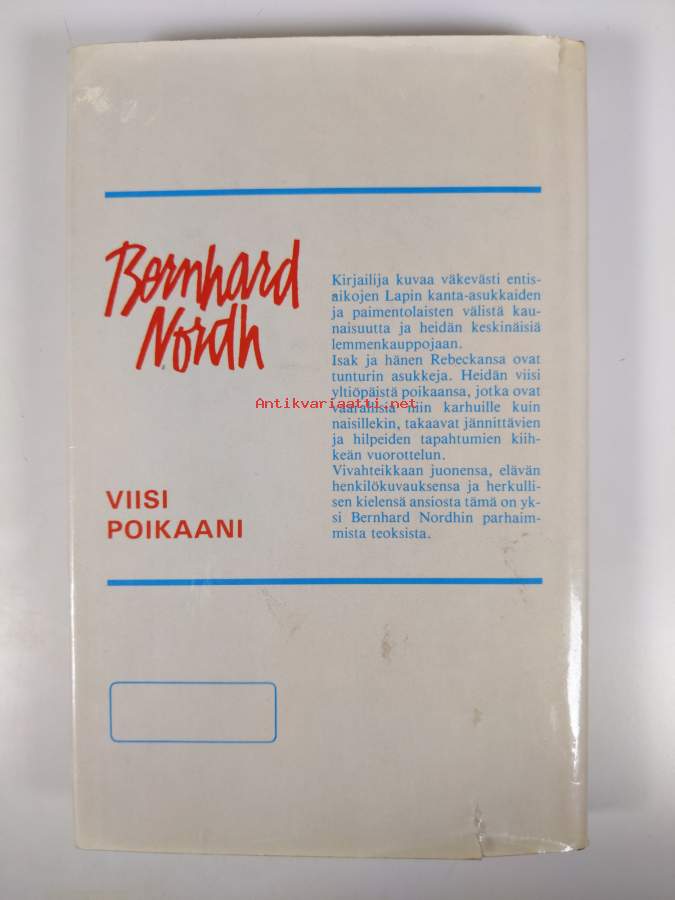 Bernhard
Nordh
VIISI
POIKAANI
Kirjailija kuvaa väkevästi entis-
aikojen Lapin kanta-asukkaiden
ja paimentolaisten välistä kau-
naisuutta ja heidän keskinäisiä
lemmenkauppojaan.
Isak ja hänen Rebeckansa ovat
tunturin asukkeja. Heidän viisi
yltiöpäistä poikaansa, jotka ovat
vaarallisia niin karhuille kuin
naisillekin, takaavat jännittävien
ja hilpeiden tapahtumien kiih-
keän vuorottelun.
Vivahteikkaan juonensa, elävän
henkilökuvauksensa ja herkulli-
sen kielensä ansiosta tämä on yk-
si Bernhard Nordhin parhaim-
mista teoksista.
Antikvariaatti.net